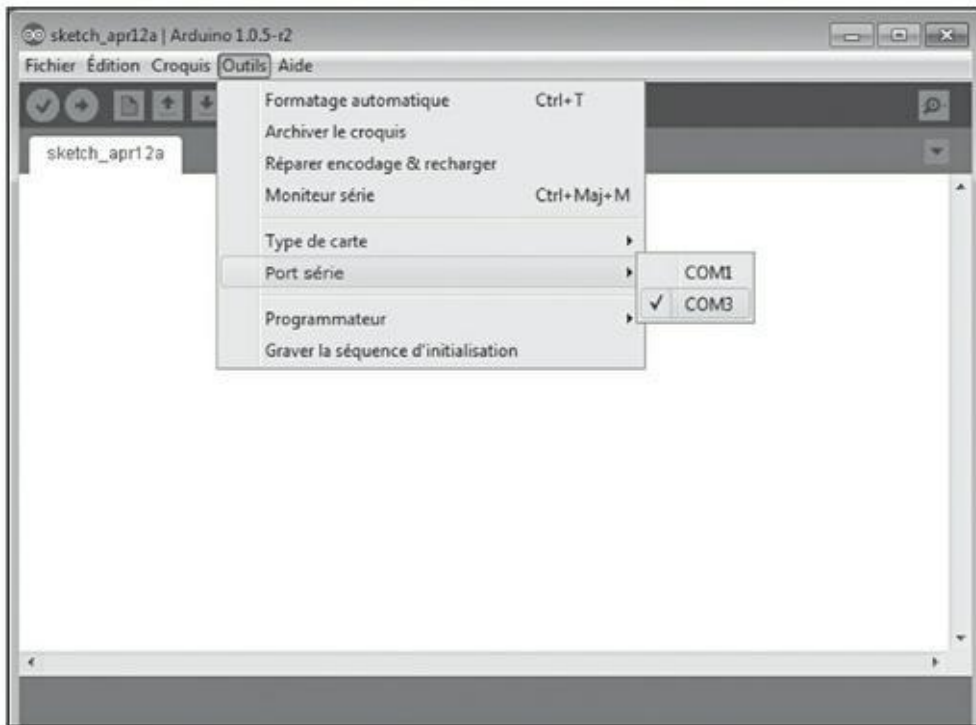 sketch_apr12a | Arduino 1.0.5-r2
Fichier Édition Croquis Outils Aide
sketch_apr12a
Formatage automatique Ctrl+T
Archiver le croquis
Réparer encodage & recharger
Moniteur série Ctrl+Maj+M
Type de carte
Port série
COM1
COM3
Programmateur
Graver la séquence d'initialisation